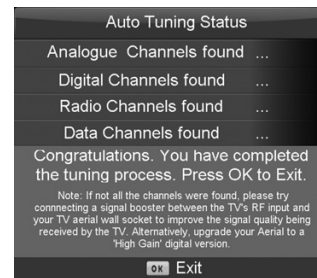 Auto Tuning Status
Analogue Channels found ...
Digital Channels found ...
Radio Channels found ...
Data Channels found ...
Congratulations. You have completed
the tuning process. Press OK to Exit.
Note: If not all the channels were found, please try
connnecting a signal booster between the TV's RF input and
your TV aerial wall socket to improve the signal quality being
received by the TV. Alternatively, upgrade your Aerial to a
'High Gain' digital version.
OK Exit